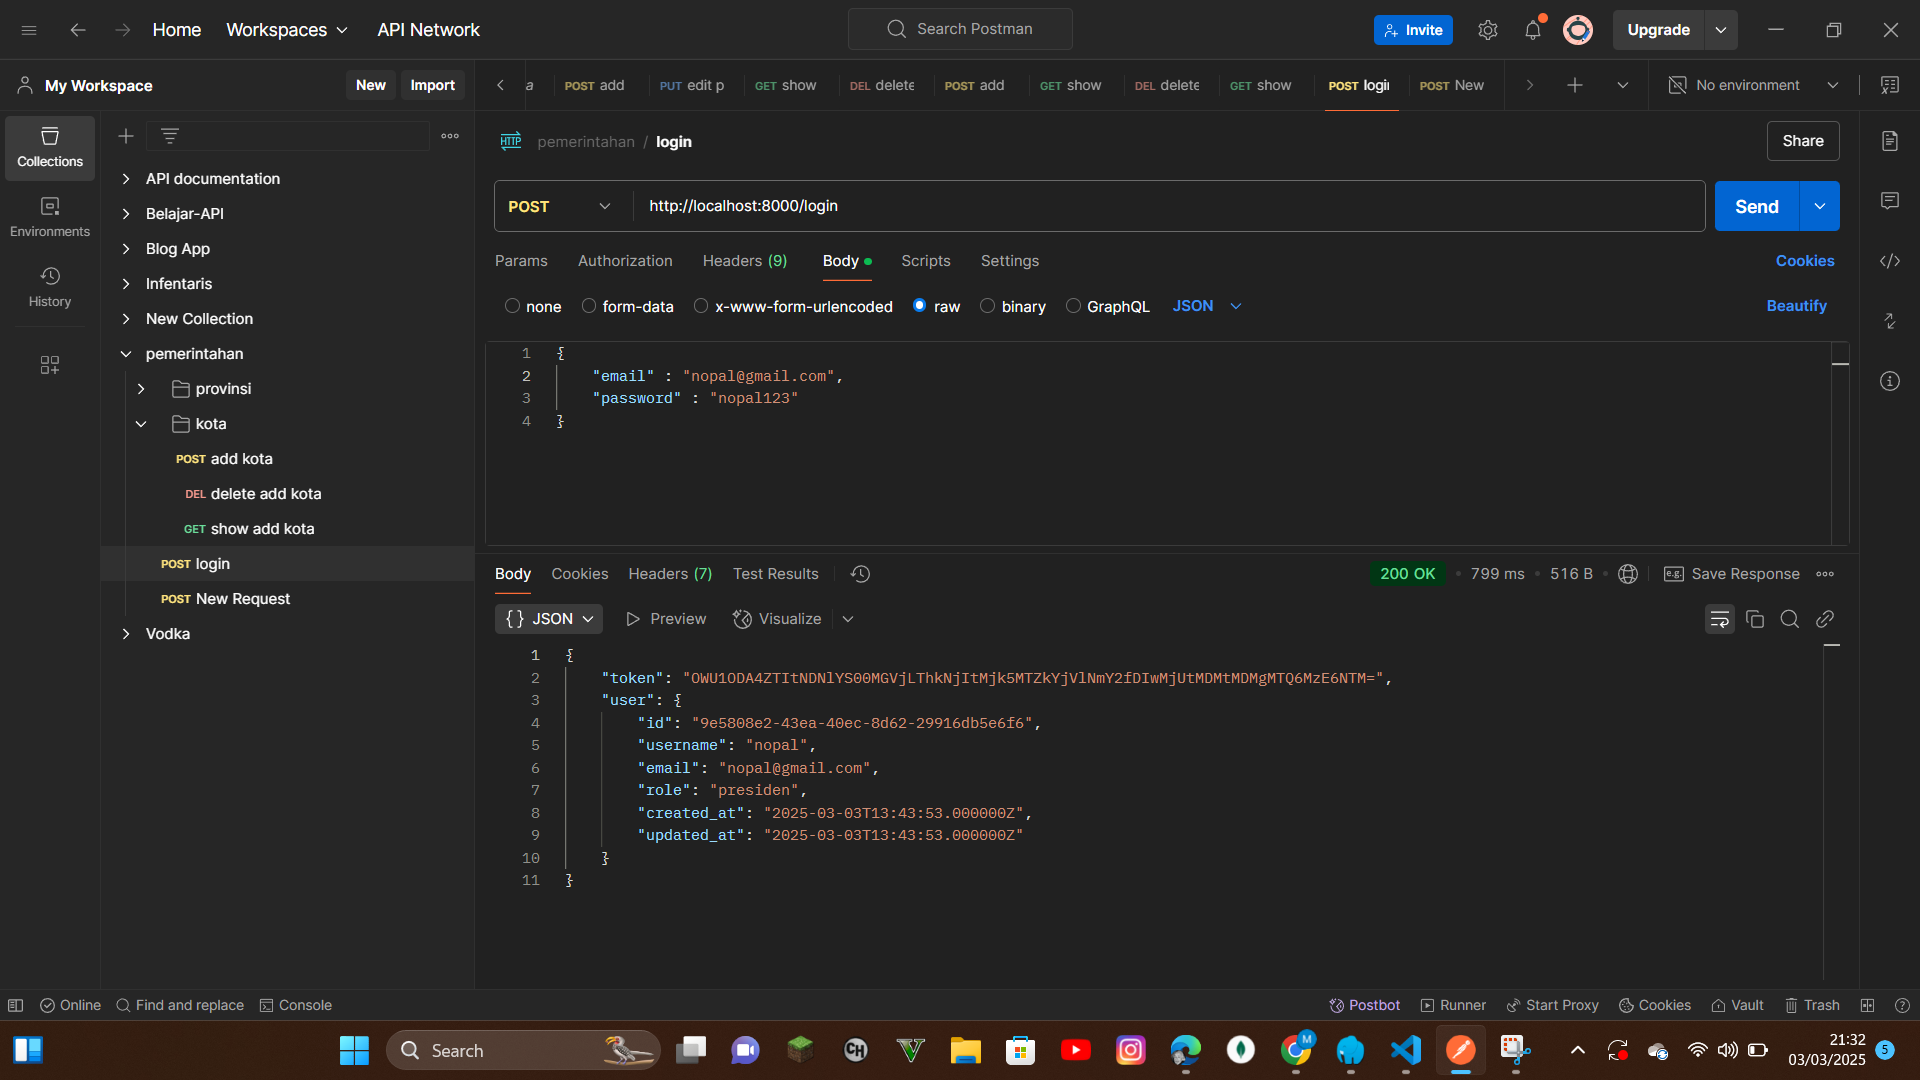 Home
Workspaces
API Network
Search Postman
Invite
Upgrade
My Workspace
New
Import
a
POST add
PUT edit p
GET show
DEL delete
POST add
GET show
DEL delete
GET show
POST login
POST New
No environment
Collections
Environments
History
API documentation
Belajar-API
Blog App
Infentaris
New Collection
pemerintahan
provinsi
kota
POST add kota
DEL delete add kota
GET show add kota
POST login
POST New Request
Vodka
HTTP pemerintahan / login
Share
POST
http://localhost:8000/login
Send
Params
Authorization
Headers (9)
Body
Scripts
Settings
Cookies
none
form-data
x-www-form-urlencoded
raw
binary
GraphQL
JSON
Beautify
1 {
2 "email" : "nopal@gmail.com",
3 "password" : "nopal123"
4 }
Body
Cookies
Headers (7)
Test Results
200 OK
799 ms
516 B
e.g. Save Response
{} JSON
Preview
Visualize
1 {
2 "token": "OWU1ODA4ZTItNDNlYS00MGVjLThkNjItMjk5MTZkYjVlNmY2fDIwMjUtMDMtMDMgMTQ6MzE6NTM=",
3 "user": {
4 "id": "9e5808e2-43ea-40ec-8d62-29916db5e6f6",
5 "username": "nopal",
6 "email": "nopal@gmail.com",
7 "role": "presiden",
8 "created_at": "2025-03-03T13:43:53.000000Z",
9 "updated_at": "2025-03-03T13:43:53.000000Z"
10 }
11 }
Online
Find and replace
Console
Postbot
Runner
Start Proxy
Cookies
Vault
Trash
Search
CH
V
M
21:32
03/03/2025
5